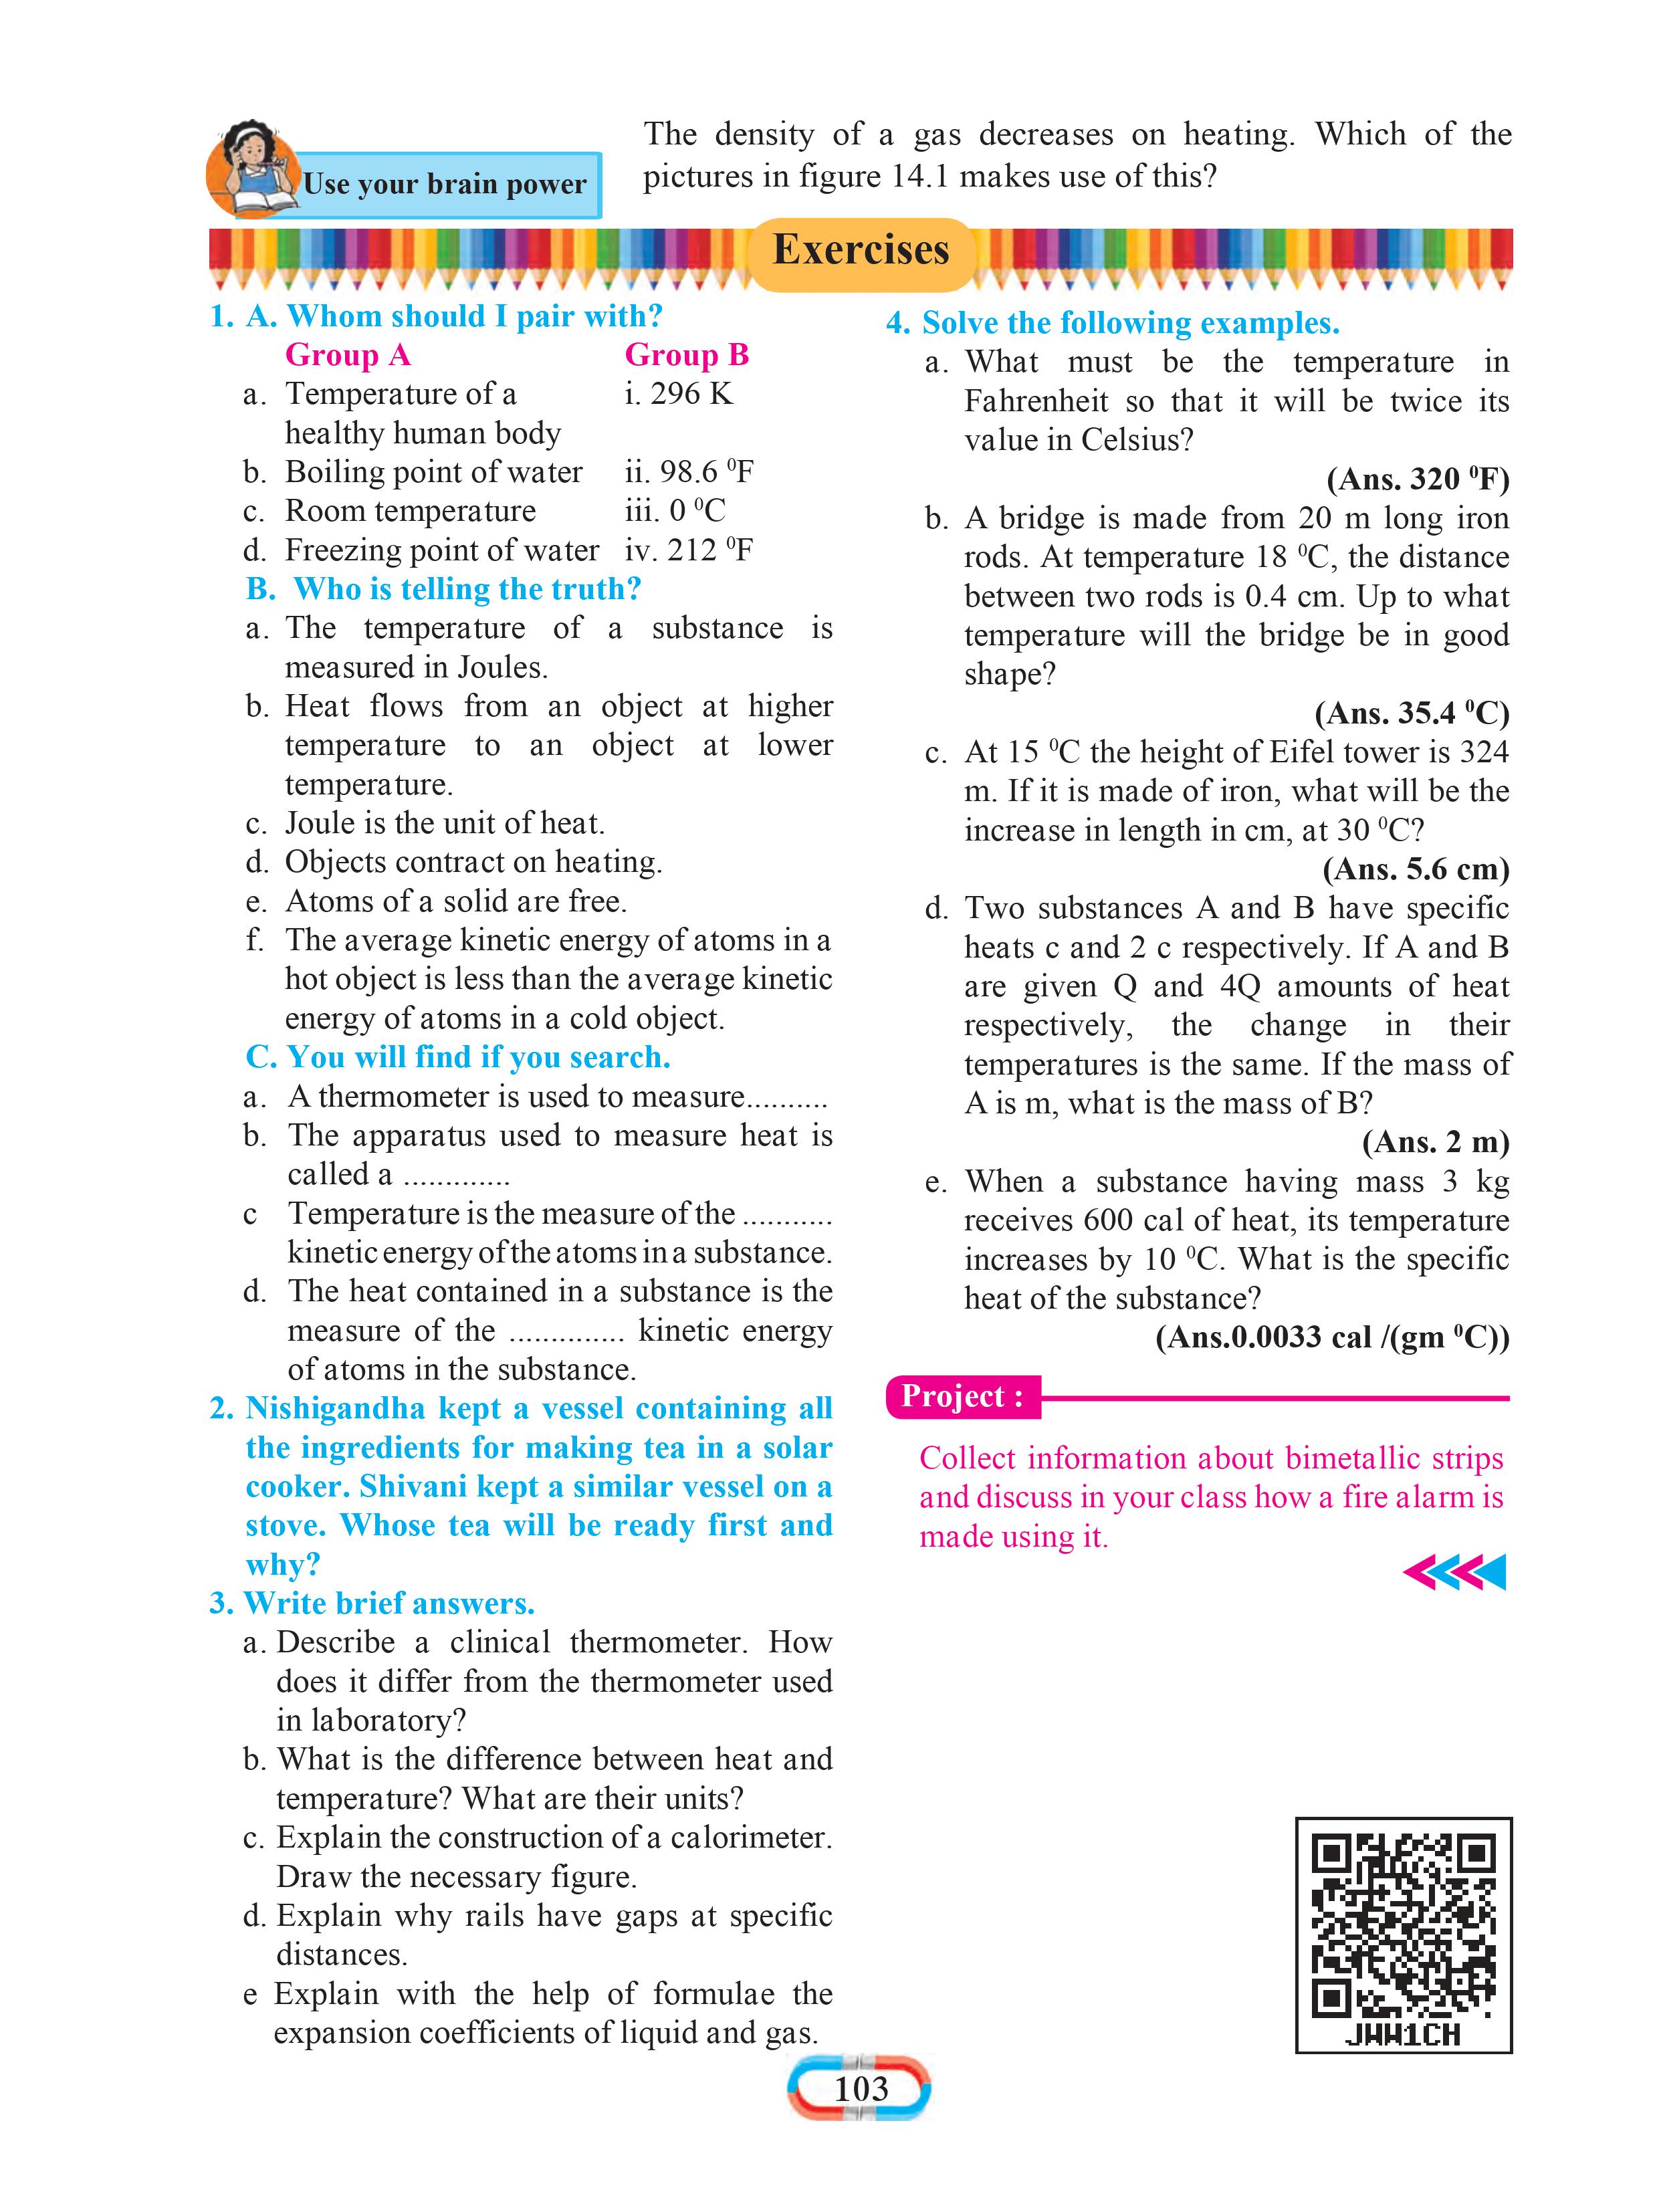 The density of a gas decreases on heating. Which of the
pictures in figure 14.1 makes use of this?
Use your brain power
Exercises
1. A. Whom should I pair with?
Group A Group B
a. Temperature of a i. 296 K
healthy human body
b. Boiling point of water ii. 98.6 ⁰F
c. Room temperature iii. 0 ⁰C
d. Freezing point of water iv. 212 ⁰F
B. Who is telling the truth?
a. The temperature of a substance is
measured in Joules.
b. Heat flows from an object at higher
temperature to an object at lower
temperature.
c. Joule is the unit of heat.
d. Objects contract on heating.
e. Atoms of a solid are free.
f. The average kinetic energy of atoms in a
hot object is less than the average kinetic
energy of atoms in a cold object.
C. You will find if you search.
a. A thermometer is used to measure..........
b. The apparatus used to measure heat is
called a .............
c Temperature is the measure of the ...........
kinetic energy of the atoms in a substance.
d. The heat contained in a substance is the
measure of the .............. kinetic energy
of atoms in the substance.
2. Nishigandha kept a vessel containing all
the ingredients for making tea in a solar
cooker. Shivani kept a similar vessel on a
stove. Whose tea will be ready first and
why?
3. Write brief answers.
a. Describe a clinical thermometer. How
does it differ from the thermometer used
in laboratory?
b. What is the difference between heat and
temperature? What are their units?
c. Explain the construction of a calorimeter.
Draw the necessary figure.
d. Explain why rails have gaps at specific
distances.
e Explain with the help of formulae the
expansion coefficients of liquid and gas.
4. Solve the following examples.
a. What must be the temperature in
Fahrenheit so that it will be twice its
value in Celsius?
(Ans. 320 ⁰F)
b. A bridge is made from 20 m long iron
rods. At temperature 18 ⁰C, the distance
between two rods is 0.4 cm. Up to what
temperature will the bridge be in good
shape?
(Ans. 35.4 ⁰C)
c. At 15 ⁰C the height of Eifel tower is 324
m. If it is made of iron, what will be the
increase in length in cm, at 30 ⁰C?
(Ans. 5.6 cm)
d. Two substances A and B have specific
heats c and 2 c respectively. If A and B
are given Q and 4Q amounts of heat
respectively, the change in their
temperatures is the same. If the mass of
A is m, what is the mass of B?
(Ans. 2 m)
e. When a substance having mass 3 kg
receives 600 cal of heat, its temperature
increases by 10 ⁰C. What is the specific
heat of the substance?
(Ans.0.0033 cal /(gm ⁰C))
Project :
Collect information about bimetallic strips
and discuss in your class how a fire alarm is
made using it.
JWW1CH
103